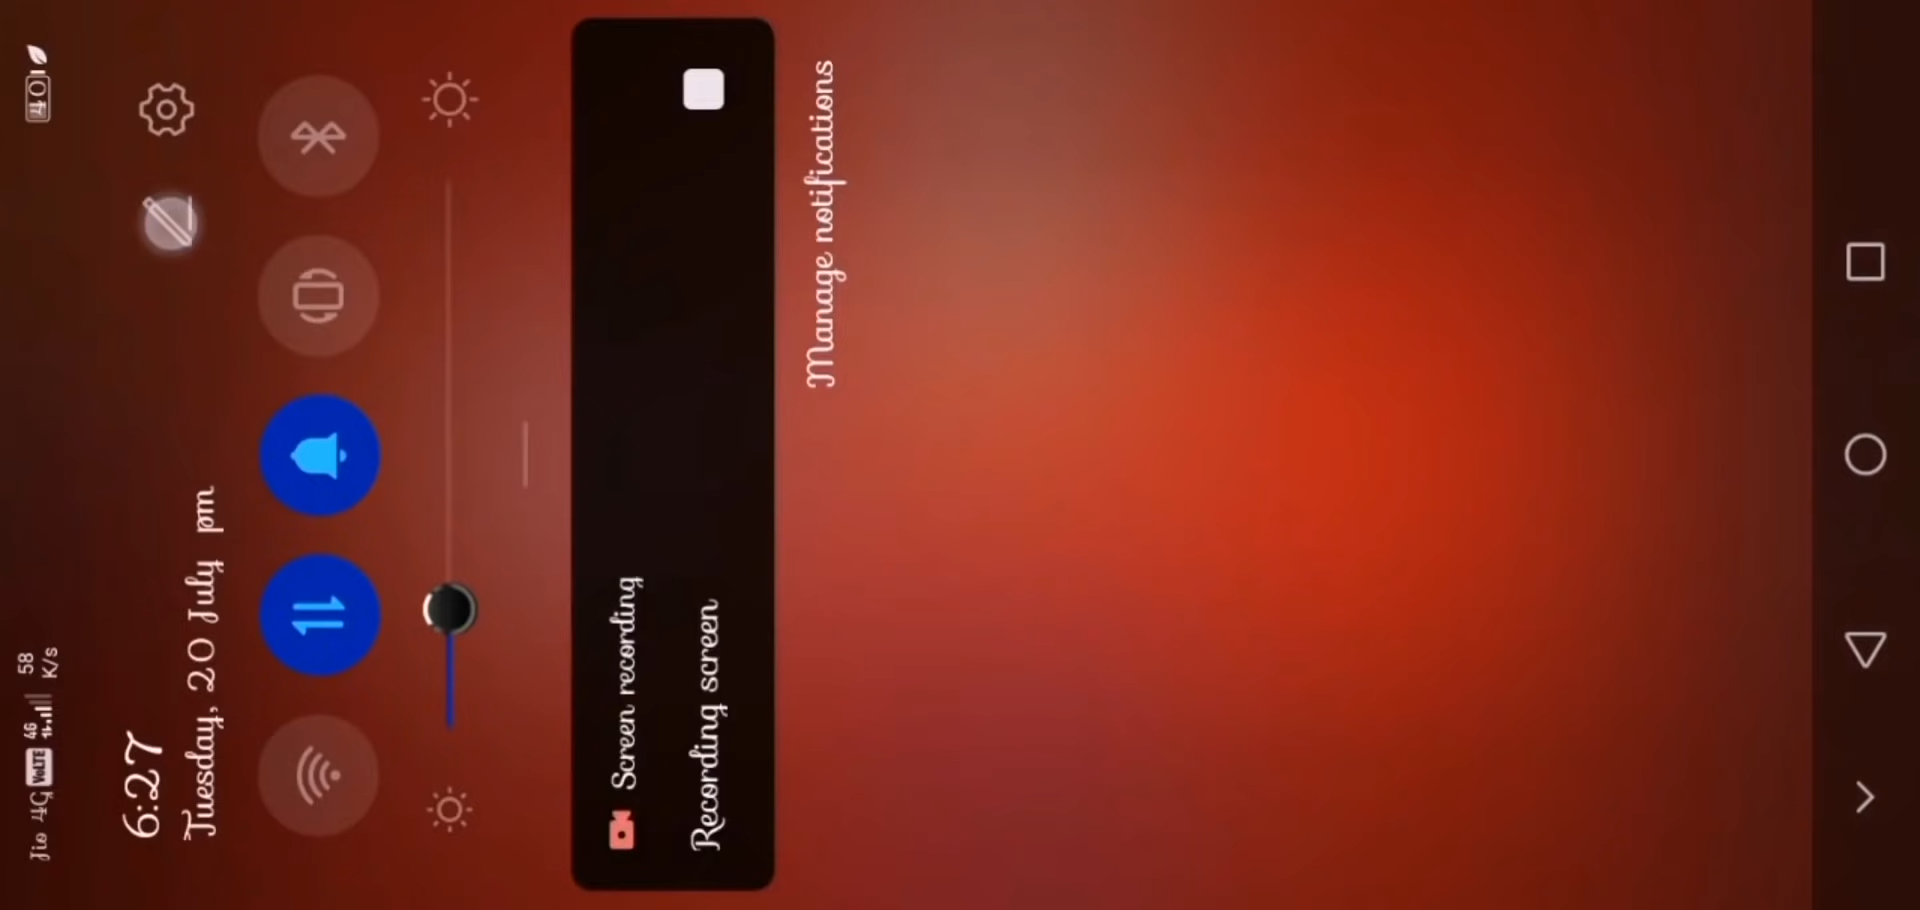 Jio 4G VoLTE 4G 58 K/s 40
6:27
Tuesday, 20 July pm
Screen recording
Recording screen
Manage notifications